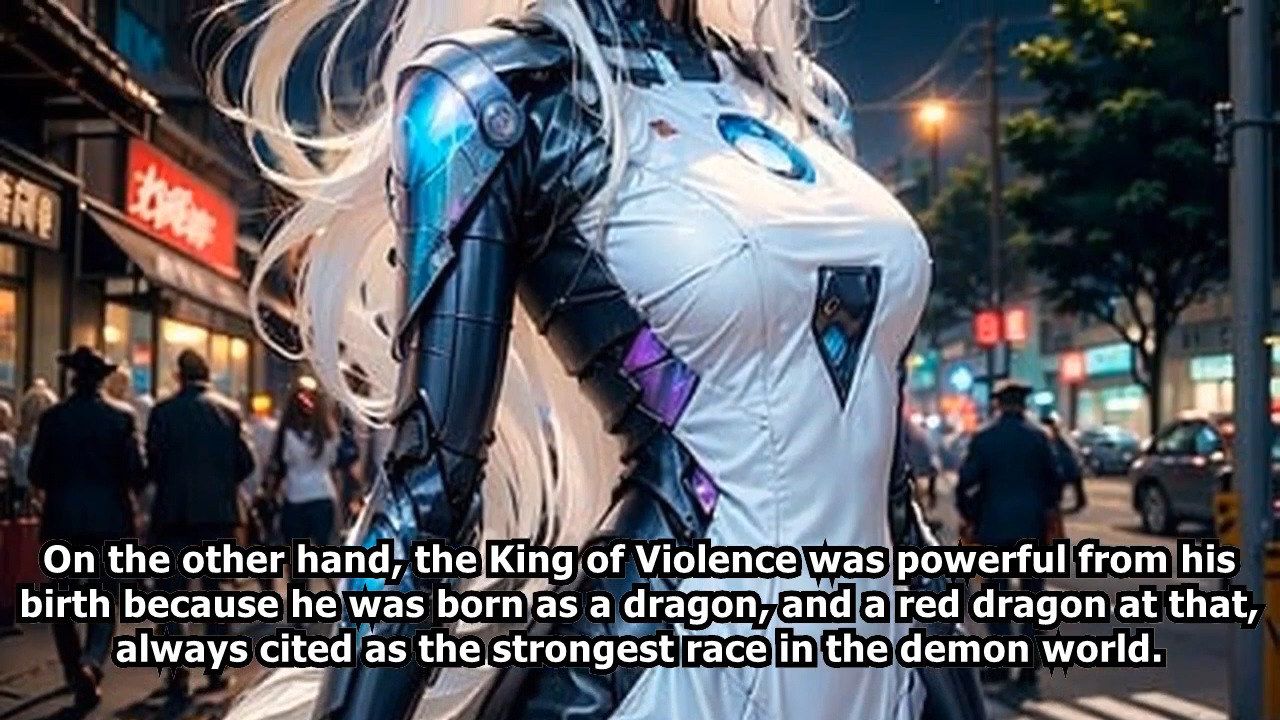 On the other hand, the King of Violence was powerful from his
birth because he was born as a dragon, and a red dragon at that,
always cited as the strongest race in the demon world.